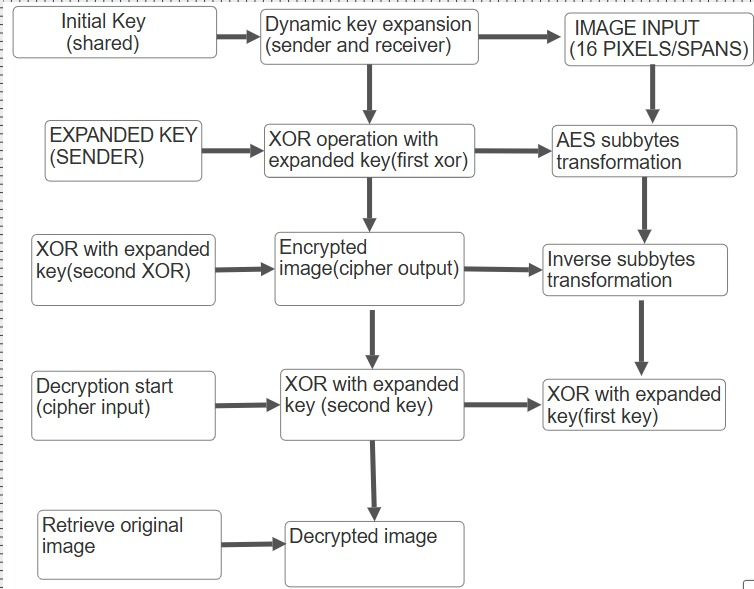 Initial Key
(shared)
Dynamic key expansion
(sender and receiver)
IMAGE INPUT
(16 PIXELS/SPANS)
EXPANDED KEY
(SENDER)
XOR operation with
expanded key(first xor)
AES subbytes
transformation
XOR with expanded
key(second XOR)
Encrypted
image(cipher output)
Inverse subbytes
transformation
Decryption start
(cipher input)
XOR with expanded
key (second key)
XOR with expanded
key(first key)
Retrieve original
image
Decrypted image